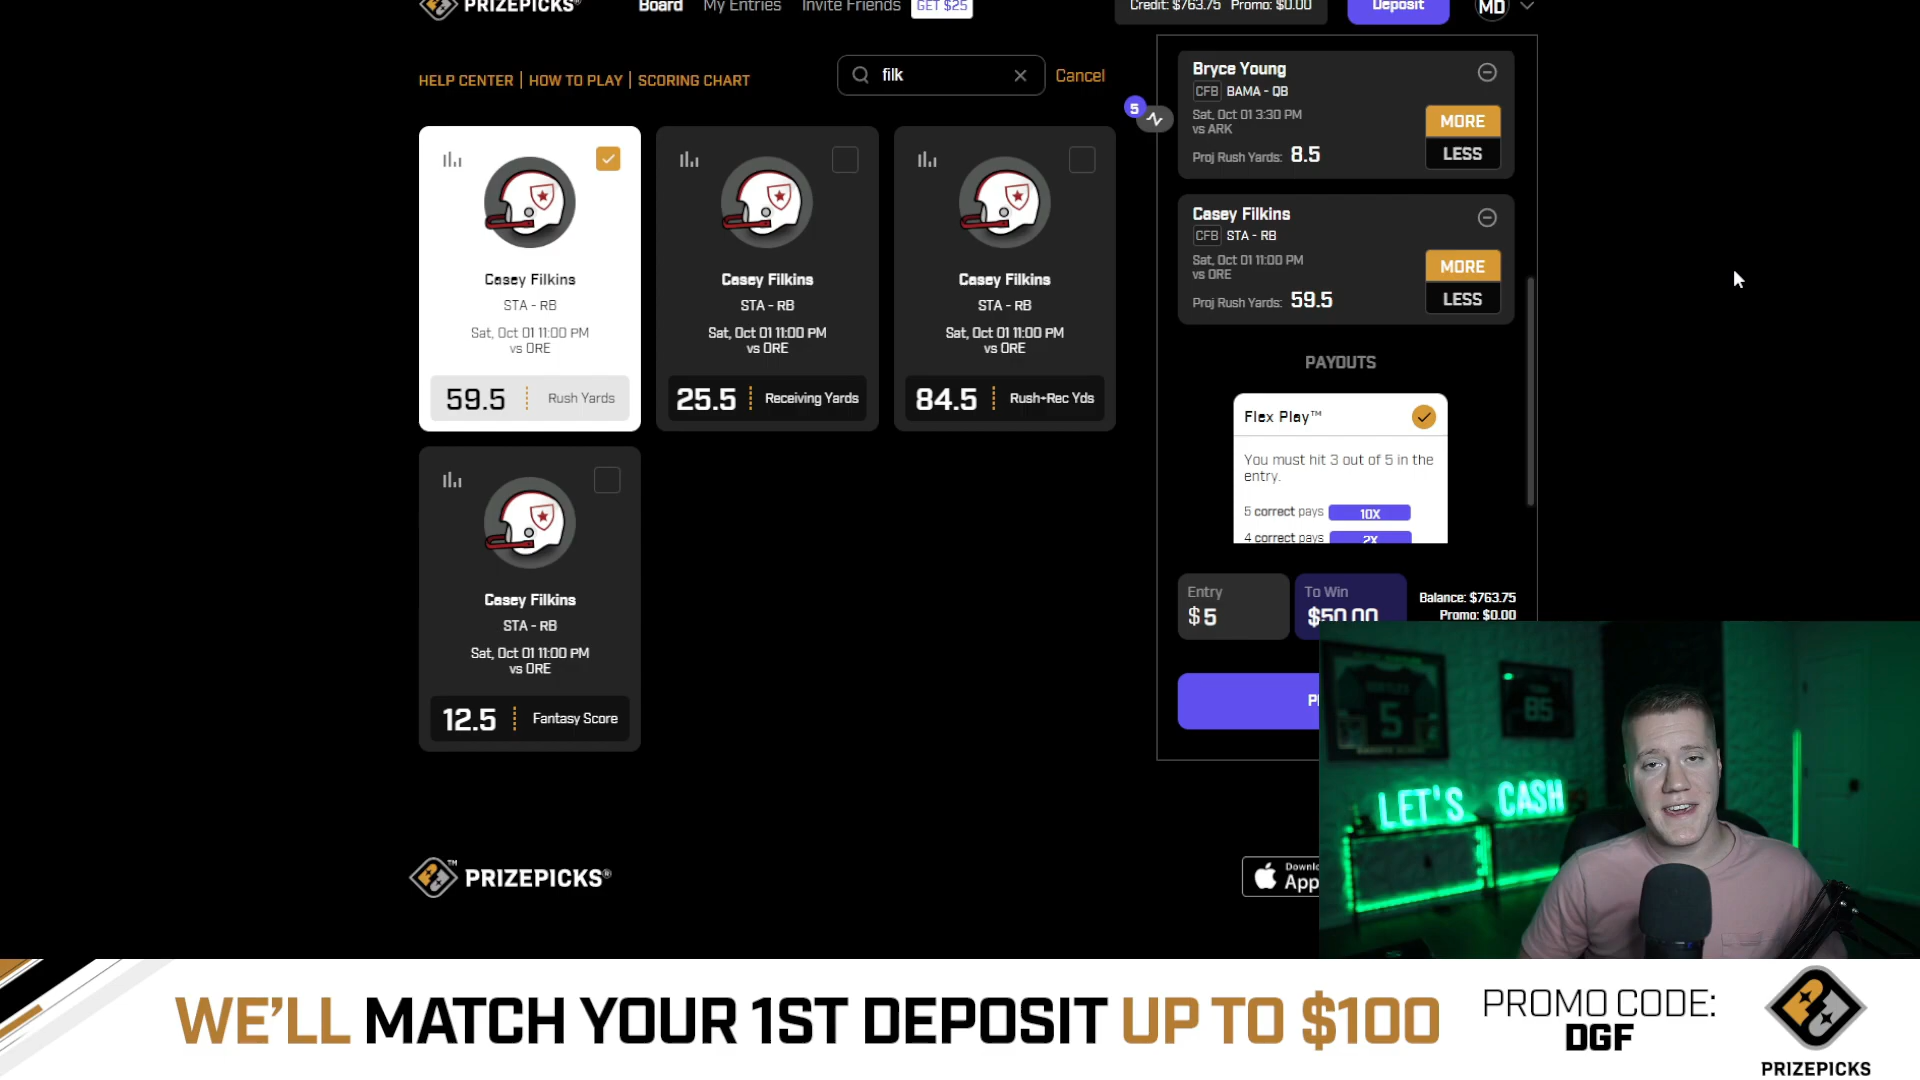 PRIZEPICKS®
Board
My Entries
Invite Friends
GET $25
Credit: $763.75 Promo: $0.00
Deposit
MD
HELP CENTER | HOW TO PLAY | SCORING CHART
filk
Cancel
5
Casey Filkins
STA - RB
Sat, Oct 01 11:00 PM
vs ORE
59.5
Rush Yards
Casey Filkins
STA - RB
Sat, Oct 01 11:00 PM
vs ORE
25.5
Receiving Yards
Casey Filkins
STA - RB
Sat, Oct 01 11:00 PM
vs ORE
84.5
Rush+Rec Yds
Casey Filkins
STA - RB
Sat, Oct 01 11:00 PM
vs ORE
12.5
Fantasy Score
Bryce Young
CFB BAMA - QB
Sat, Oct 01 3:30 PM
vs ARK
Proj Rush Yards: 8.5
MORE
LESS
Casey Filkins
CFB STA - RB
Sat, Oct 01 11:00 PM
vs ORE
Proj Rush Yards: 59.5
MORE
LESS
PAYOUTS
Flex Play™
You must hit 3 out of 5 in the
entry.
5 correct pays 10X
4 correct pays 2X
Entry
$5
To Win
$50.00
Balance: $763.75
Promo: $0.00
5
85
LET'S CASH
PRIZEPICKS®
App
WE'LL MATCH YOUR 1ST DEPOSIT UP TO $100
PROMO CODE:
DGF
PRIZEPICKS